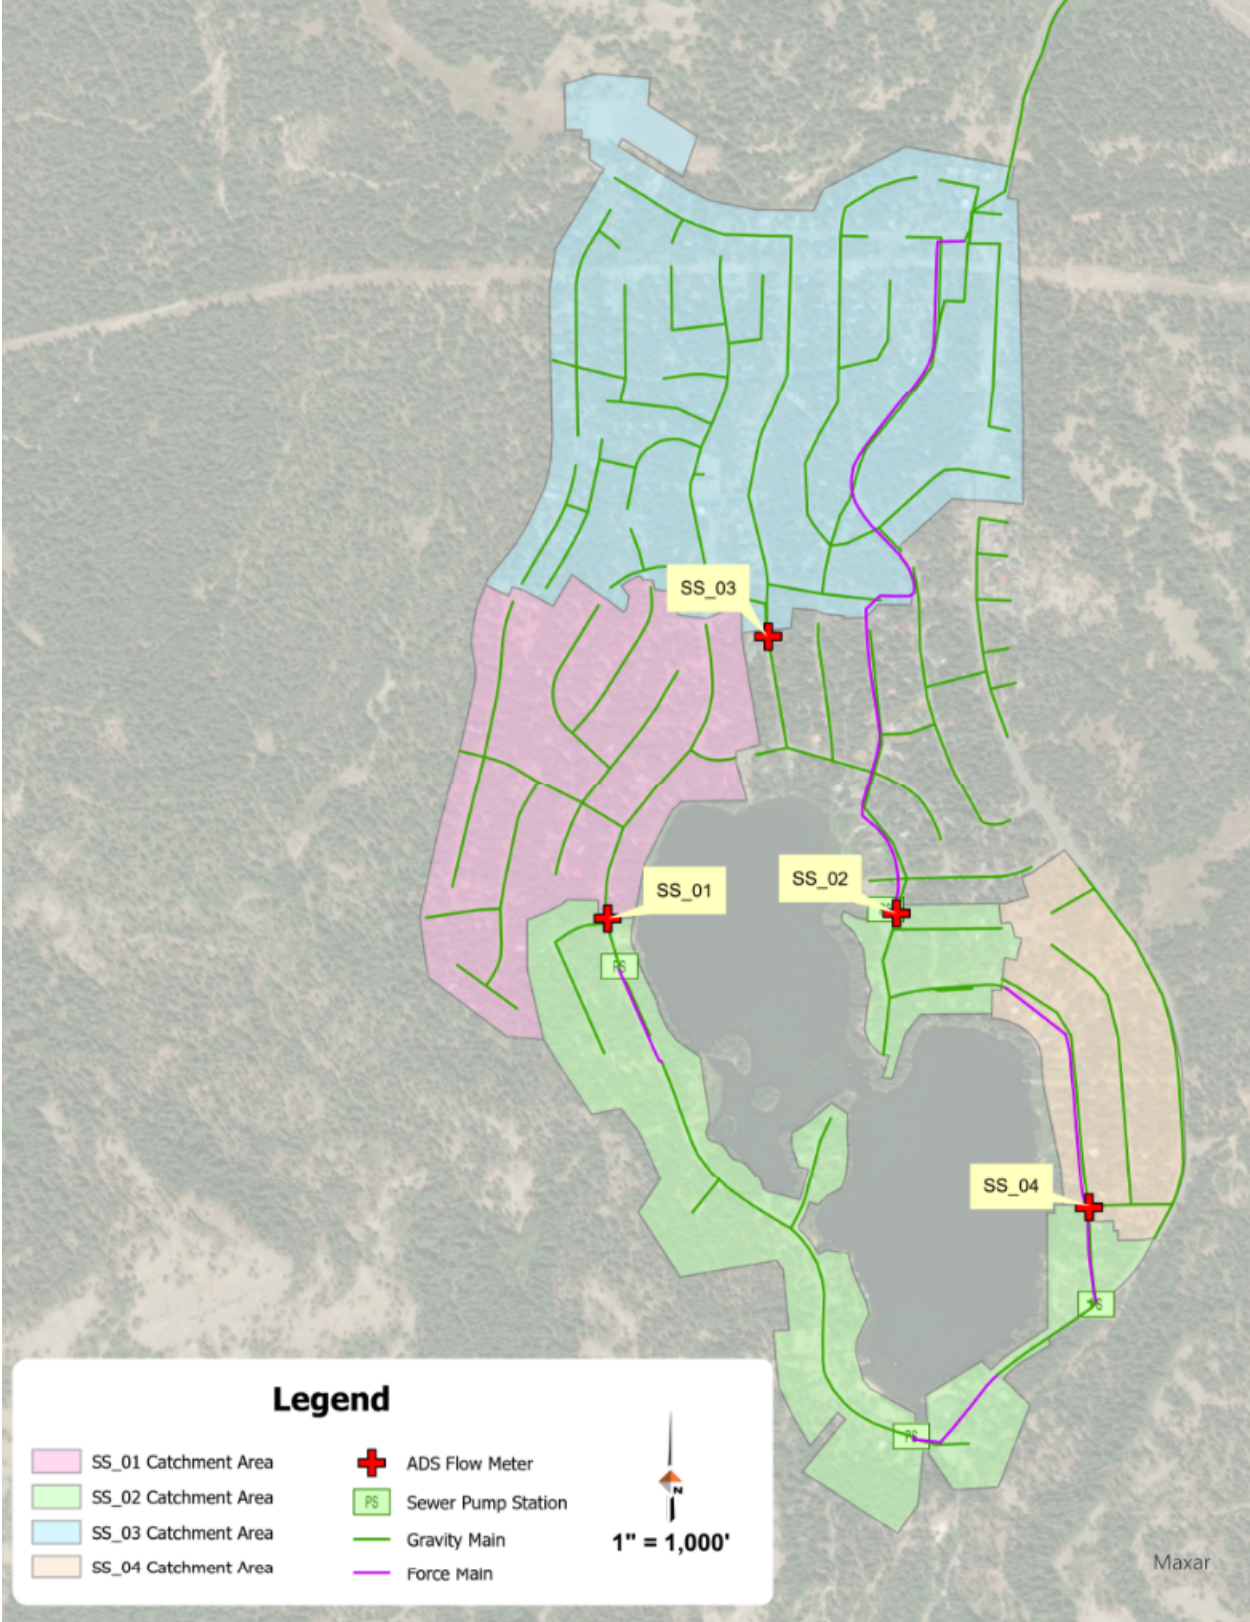 SS_03
SS_02
SS_01
PS
SS_04
PS
PS
Legend
SS_01 Catchment Area
SS_02 Catchment Area
SS_03 Catchment Area
SS_04 Catchment Area
ADS Flow Meter
PS Sewer Pump Station
Gravity Main
Force Main
N
1" = 1,000'
Maxar